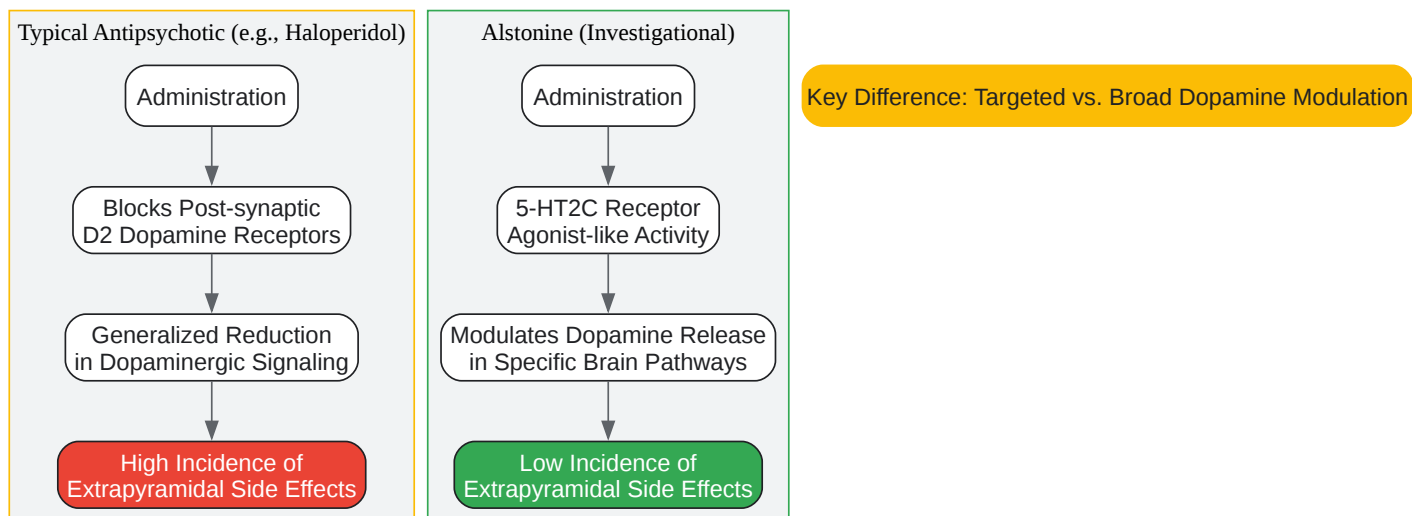 Typical Antipsychotic (e.g., Haloperidol)
Administration
Blocks Post-synaptic
D2 Dopamine Receptors
Generalized Reduction
in Dopaminergic Signaling
High Incidence of
Extrapyramidal Side Effects
Alstonine (Investigational)
Administration
5-HT2C Receptor
Agonist-like Activity
Modulates Dopamine Release
in Specific Brain Pathways
Low Incidence of
Extrapyramidal Side Effects
Key Difference: Targeted vs. Broad Dopamine Modulation